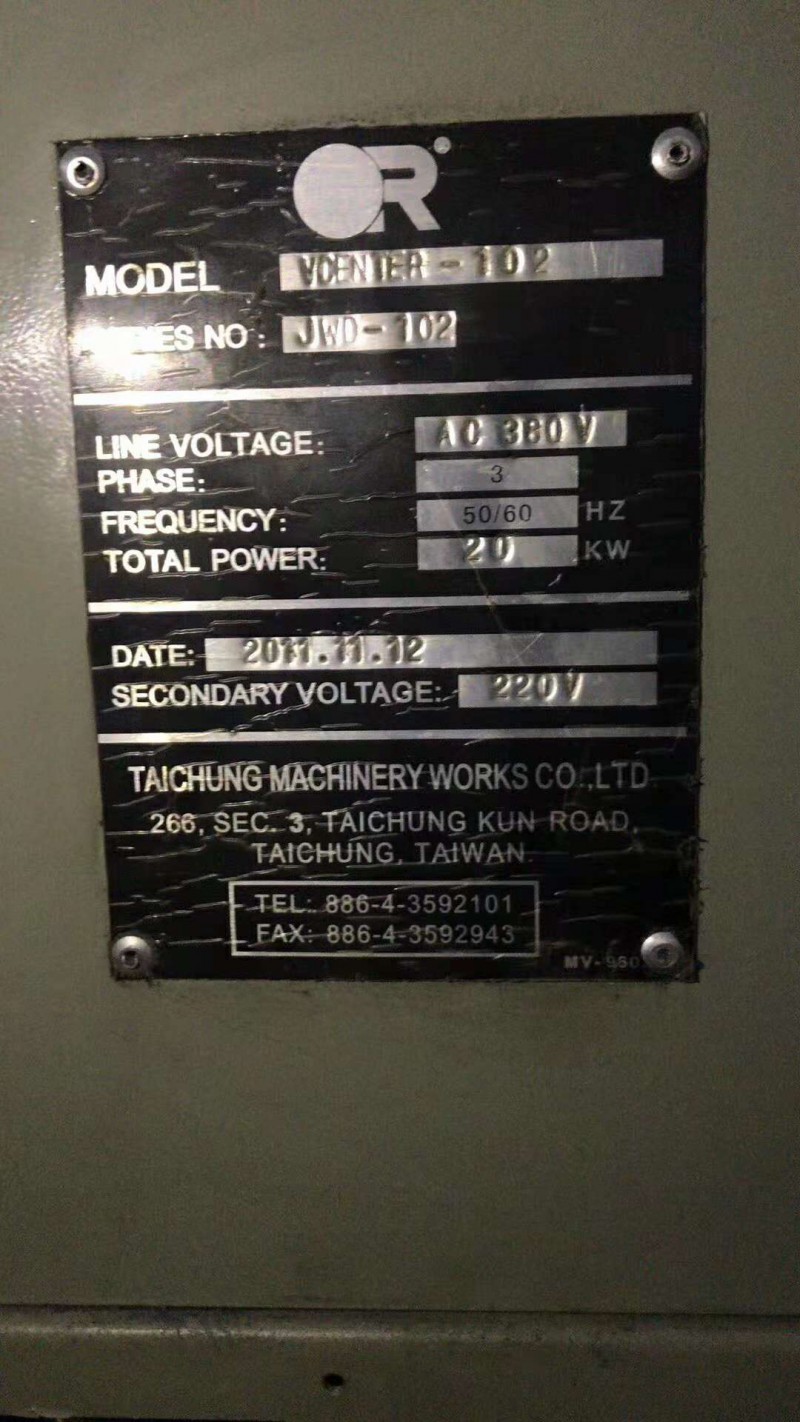 R®
MODEL VCENTER-102
SERIES NO: JWD-102
LINE VOLTAGE: AC 380V
PHASE: 3
FREQUENCY: 50/60 HZ
TOTAL POWER: 20 KW
DATE: 2011.11.12
SECONDARY VOLTAGE: 220V
TAICHUNG MACHINERY WORKS CO.,LTD
266, SEC. 3, TAICHUNG KUN ROAD,
TAICHUNG, TAIWAN.
TEL: 886-4-3592101
FAX: 886-4-3592943